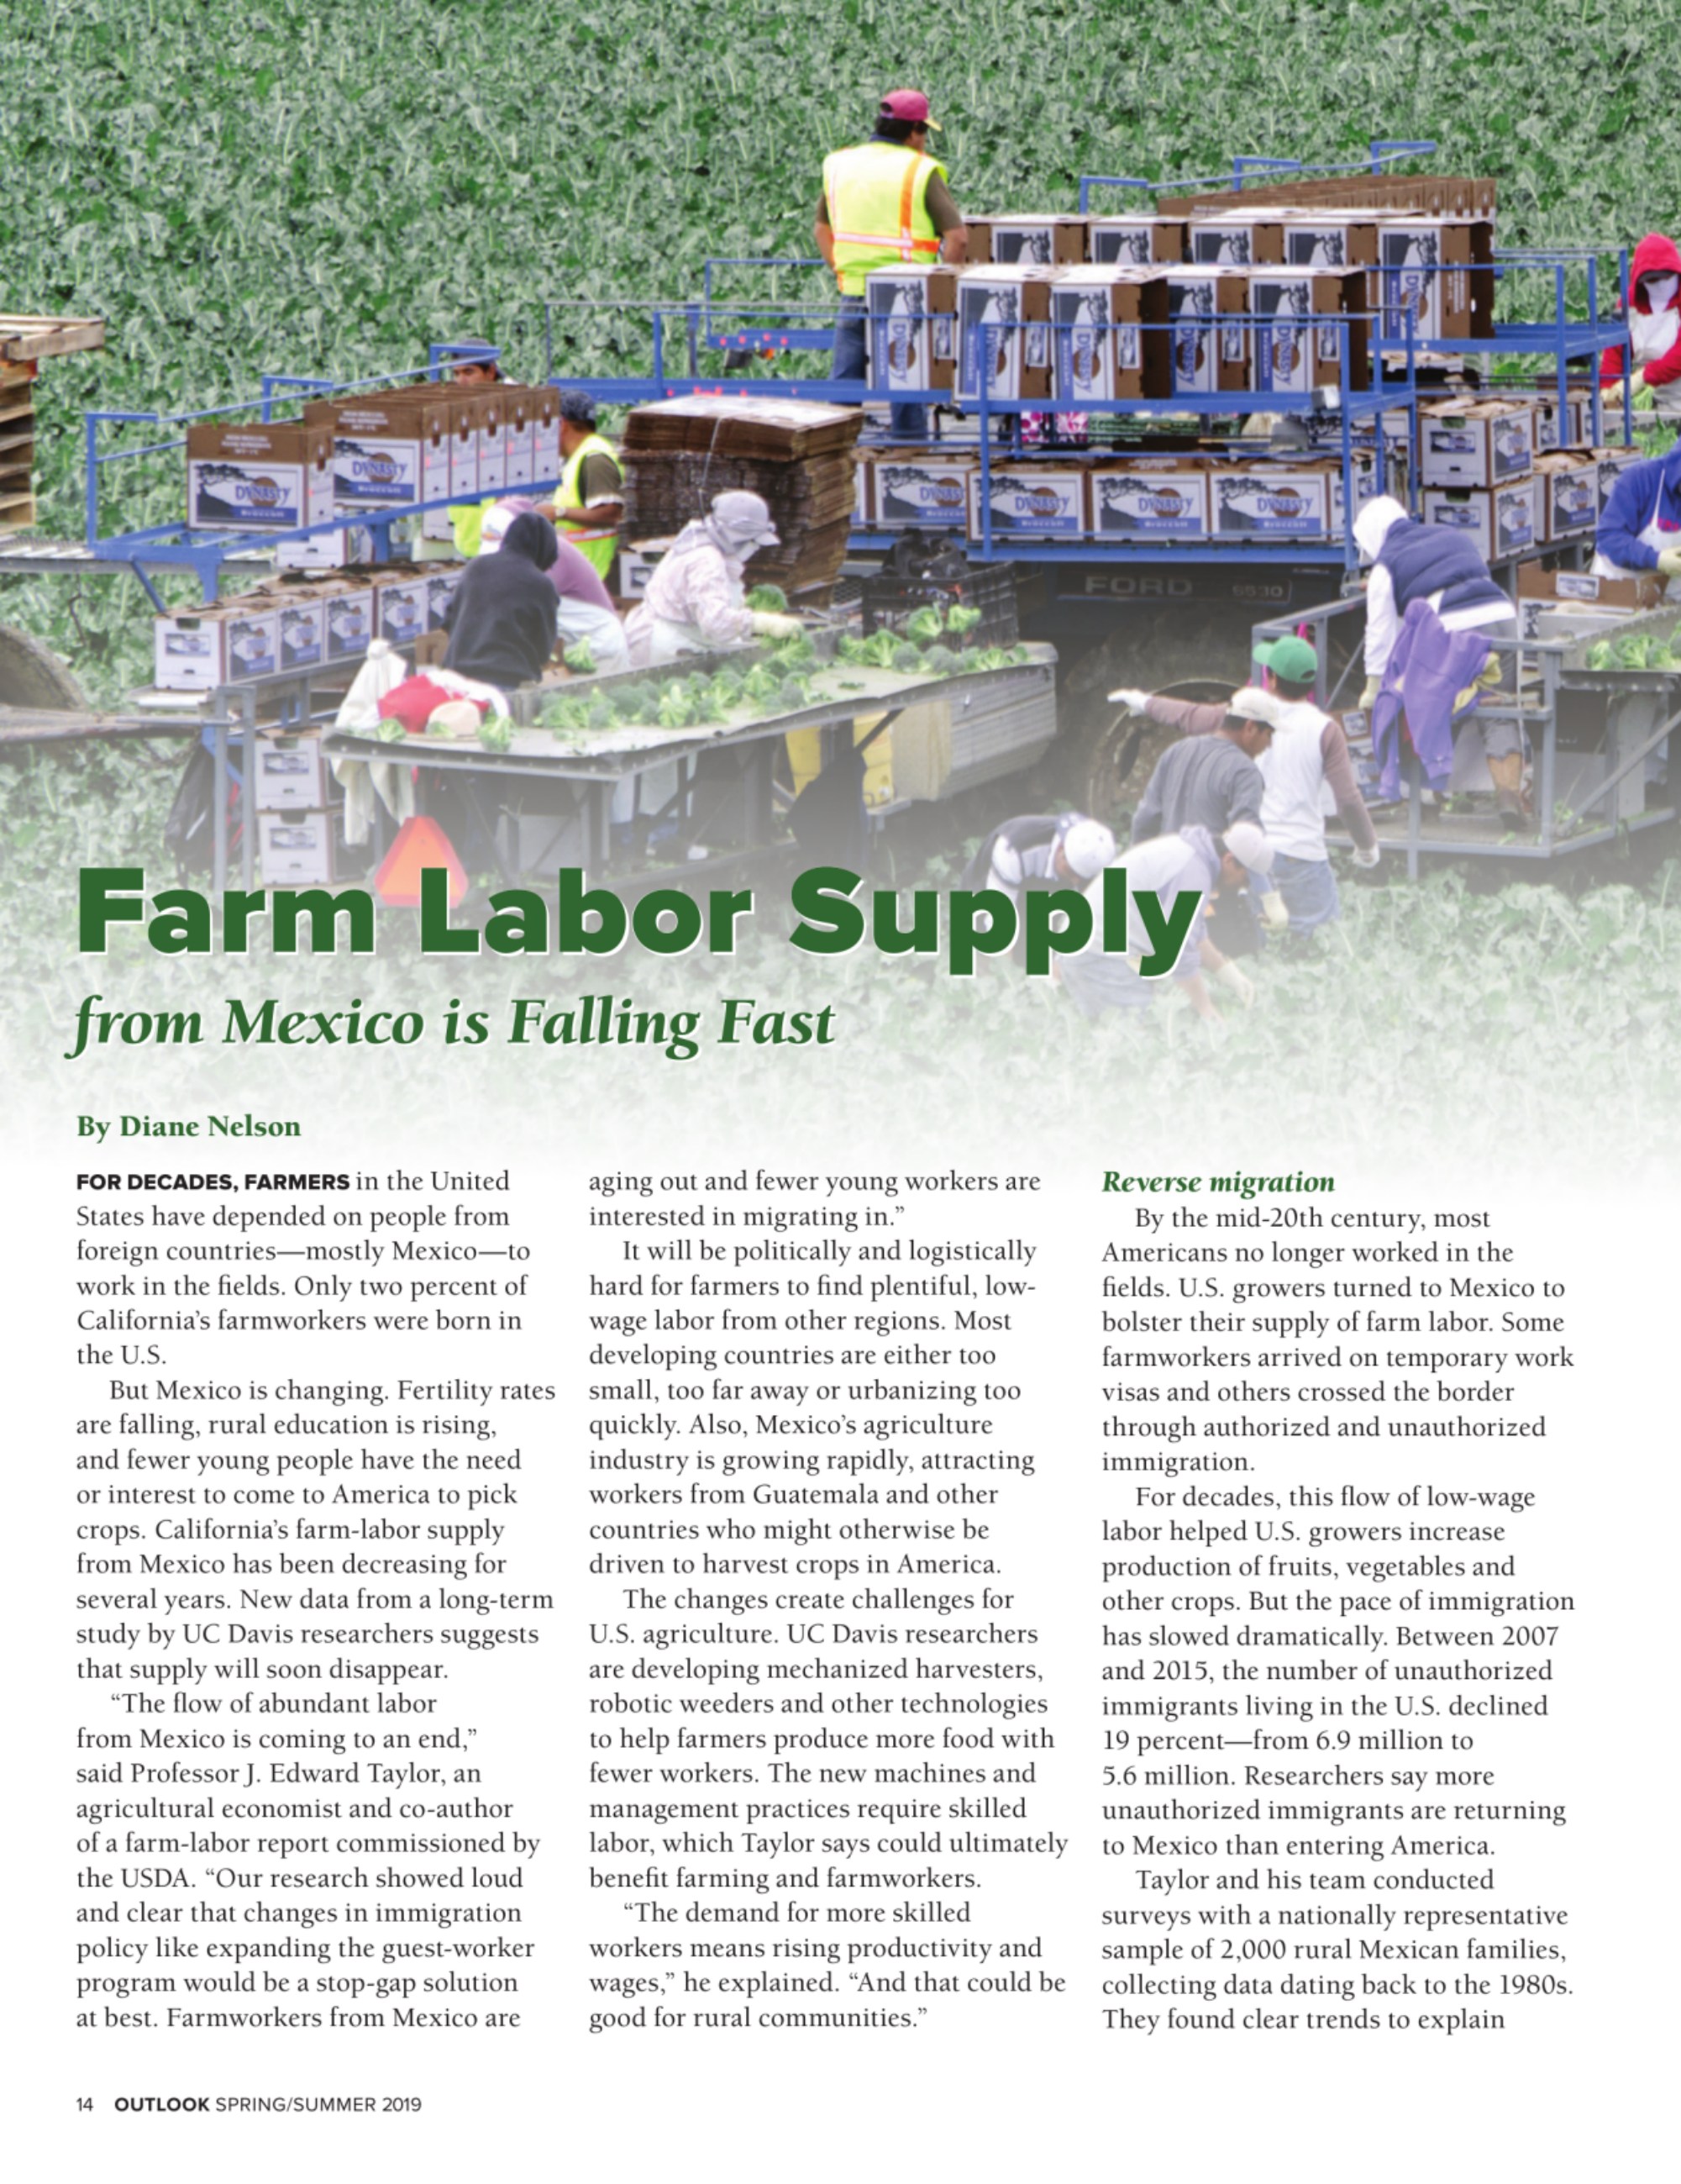 DYNASTY
DYNASTY
DYNASTY
DYNASTY
DYNASTY
DYNASTY
DYNASTY
Broccoli
DYNASTY
Broccoli
DYNASTY
Broccoli
DYNASTY
Broccoli
DYNASTY
Broccoli
DYNASTY
Broccoli
FORD
Farm Labor Supply
from Mexico is Falling Fast
By Diane Nelson
FOR DECADES, FARMERS in the United
States have depended on people from
foreign countries—mostly Mexico—to
work in the fields. Only two percent of
California’s farmworkers were born in
the U.S.
But Mexico is changing. Fertility rates
are falling, rural education is rising,
and fewer young people have the need
or interest to come to America to pick
crops. California’s farm-labor supply
from Mexico has been decreasing for
several years. New data from a long-term
study by UC Davis researchers suggests
that supply will soon disappear.
“The flow of abundant labor
from Mexico is coming to an end,”
said Professor J. Edward Taylor, an
agricultural economist and co-author
of a farm-labor report commissioned by
the USDA. “Our research showed loud
and clear that changes in immigration
policy like expanding the guest-worker
program would be a stop-gap solution
at best. Farmworkers from Mexico are
aging out and fewer young workers are
interested in migrating in.”
It will be politically and logistically
hard for farmers to find plentiful, low-
wage labor from other regions. Most
developing countries are either too
small, too far away or urbanizing too
quickly. Also, Mexico’s agriculture
industry is growing rapidly, attracting
workers from Guatemala and other
countries who might otherwise be
driven to harvest crops in America.
The changes create challenges for
U.S. agriculture. UC Davis researchers
are developing mechanized harvesters,
robotic weeders and other technologies
to help farmers produce more food with
fewer workers. The new machines and
management practices require skilled
labor, which Taylor says could ultimately
benefit farming and farmworkers.
“The demand for more skilled
workers means rising productivity and
wages,” he explained. “And that could be
good for rural communities.”
Reverse migration
By the mid-20th century, most
Americans no longer worked in the
fields. U.S. growers turned to Mexico to
bolster their supply of farm labor. Some
farmworkers arrived on temporary work
visas and others crossed the border
through authorized and unauthorized
immigration.
For decades, this flow of low-wage
labor helped U.S. growers increase
production of fruits, vegetables and
other crops. But the pace of immigration
has slowed dramatically. Between 2007
and 2015, the number of unauthorized
immigrants living in the U.S. declined
19 percent—from 6.9 million to
5.6 million. Researchers say more
unauthorized immigrants are returning
to Mexico than entering America.
Taylor and his team conducted
surveys with a nationally representative
sample of 2,000 rural Mexican families,
collecting data dating back to the 1980s.
They found clear trends to explain
14 OUTLOOK SPRING/SUMMER 2019